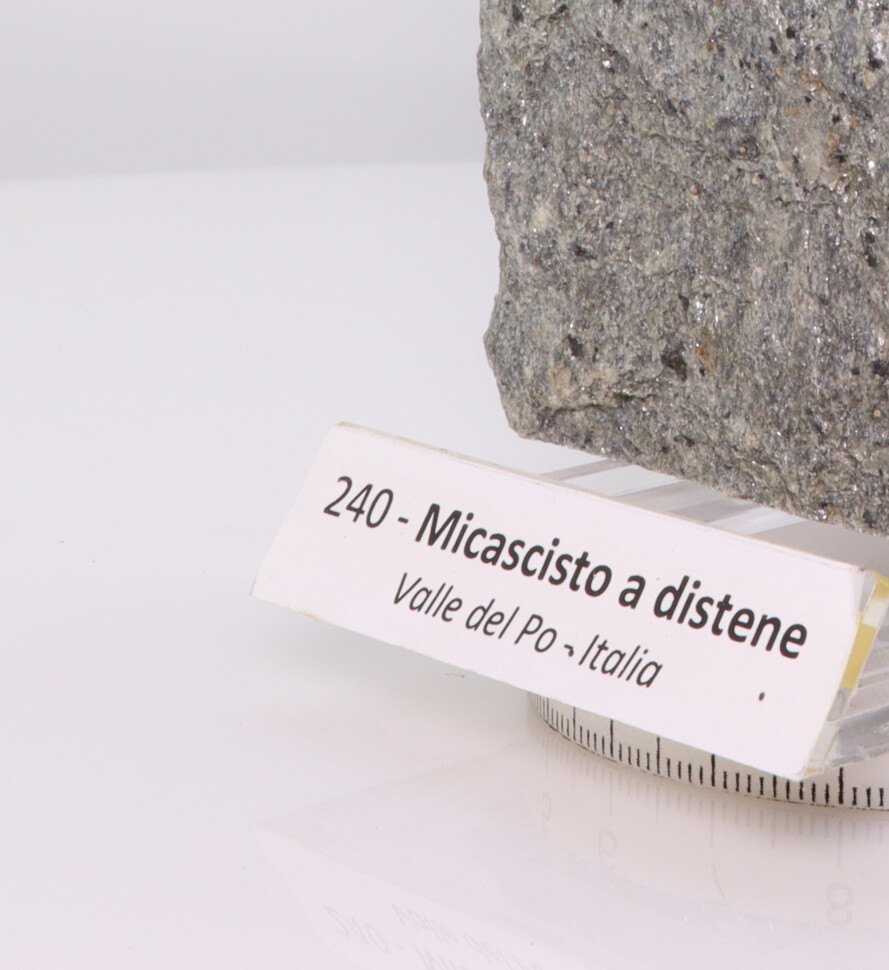 240 - Micascisto a distene
Valle del Po - Italia